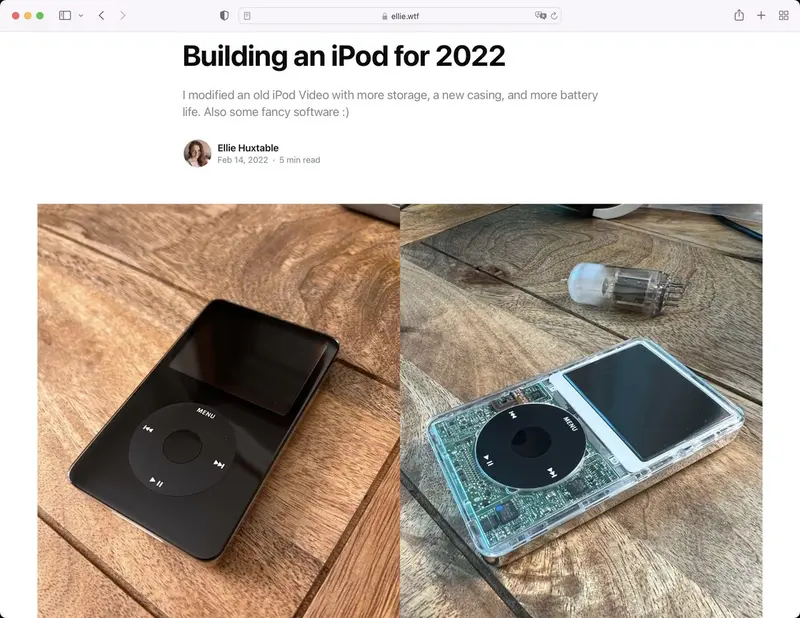 ellie.wtf
Building an iPod for 2022
I modified an old iPod Video with more storage, a new casing, and more battery
life. Also some fancy software :)
Ellie Huxtable
Feb 14, 2022 · 5 min read
MENU
MENU